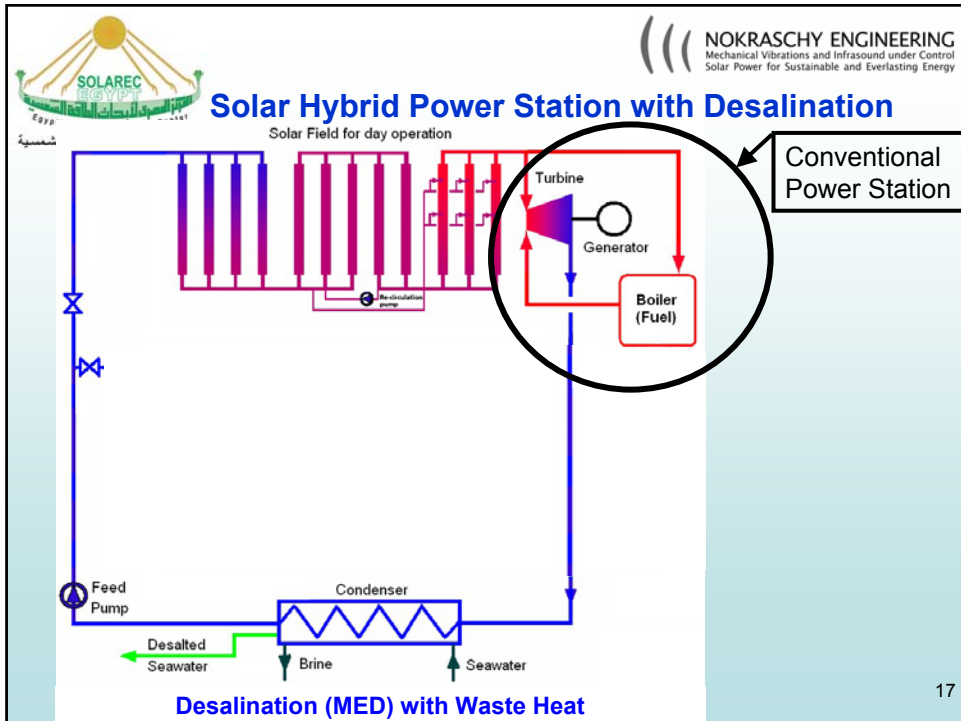 NOKRASCHY ENGINEERING
Mechanical Vibrations and Infrasound under Control
Solar Power for Sustainable and Everlasting Energy
SOLAREC
EGYPT
شمسية
Solar Hybrid Power Station with Desalination
Solar Field for day operation
Conventional
Power Station
Turbine
Generator
Re-circulation
pump
Boiler
(Fuel)
Feed
Pump
Condenser
Desalted
Seawater
Brine
Seawater
Desalination (MED) with Waste Heat
17